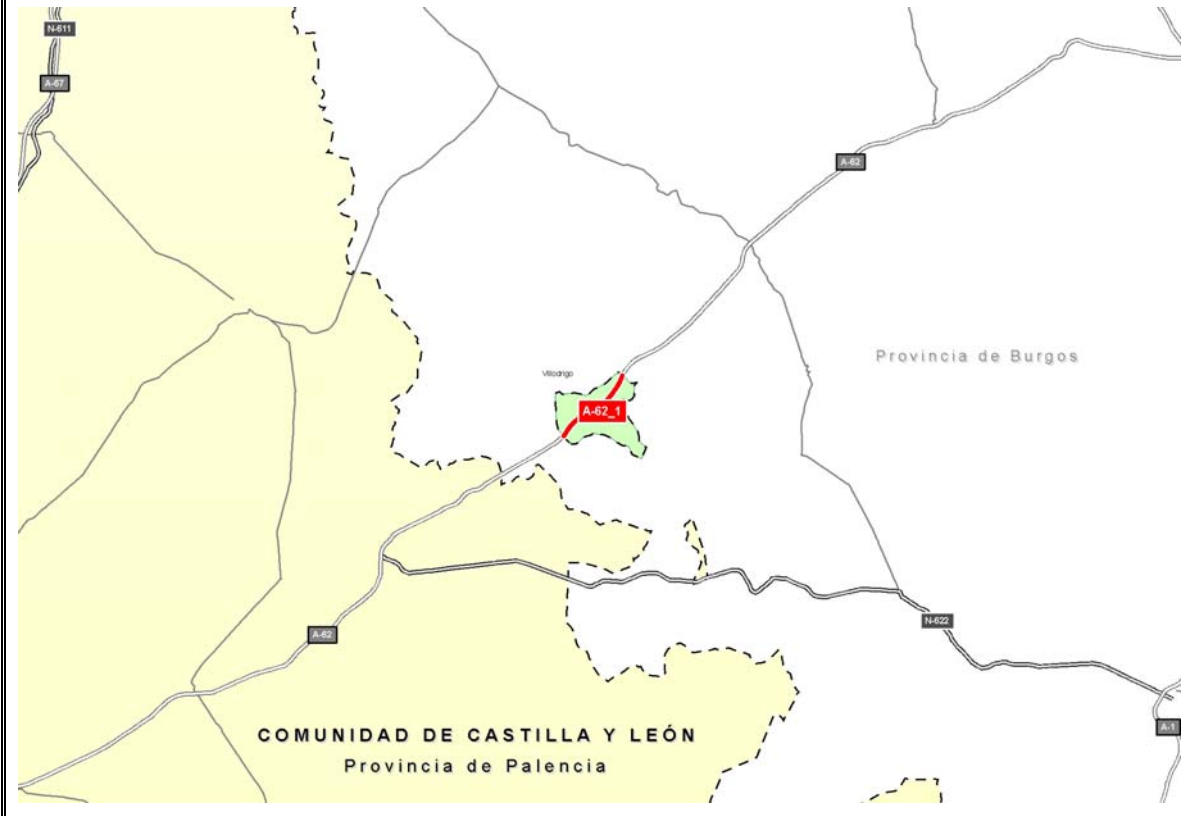 N-611
A-67
A-62
Provincia de Burgos
Villodrigo
A-62_1
N-622
A-62
A-1
COMUNIDAD DE CASTILLA Y LEÓN
Provincia de Palencia